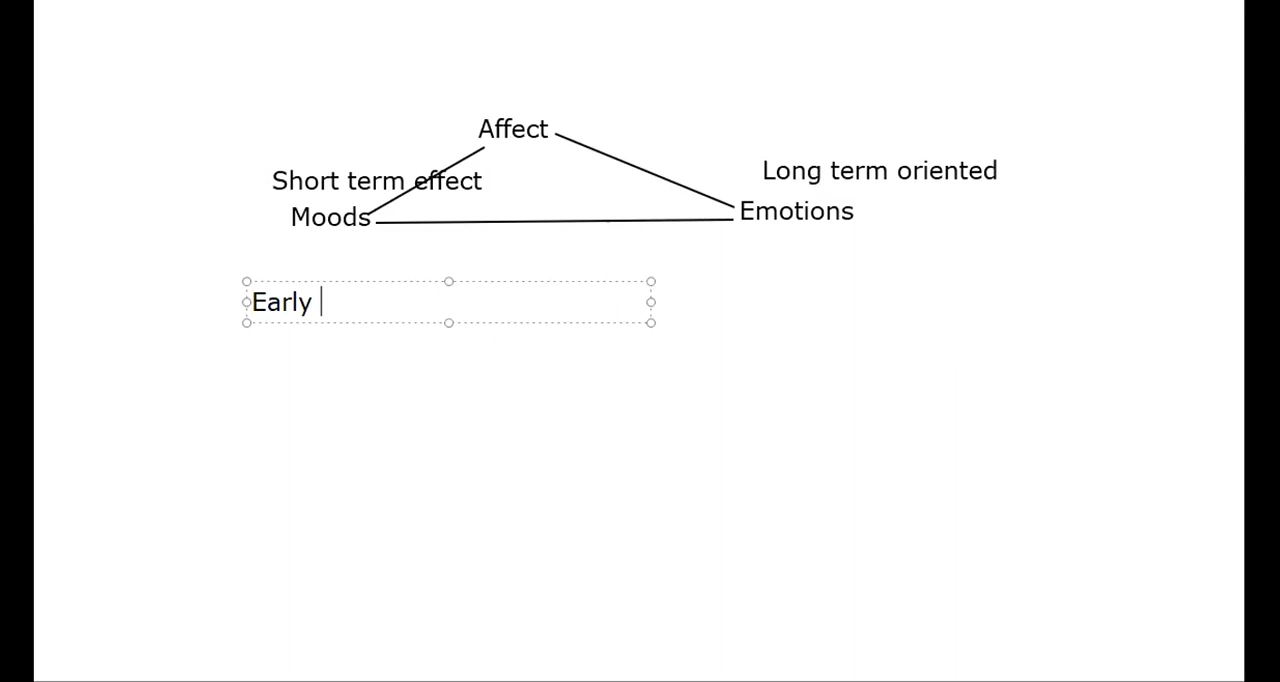 Affect
Short term effect
Long term oriented
Moods
Emotions
Early